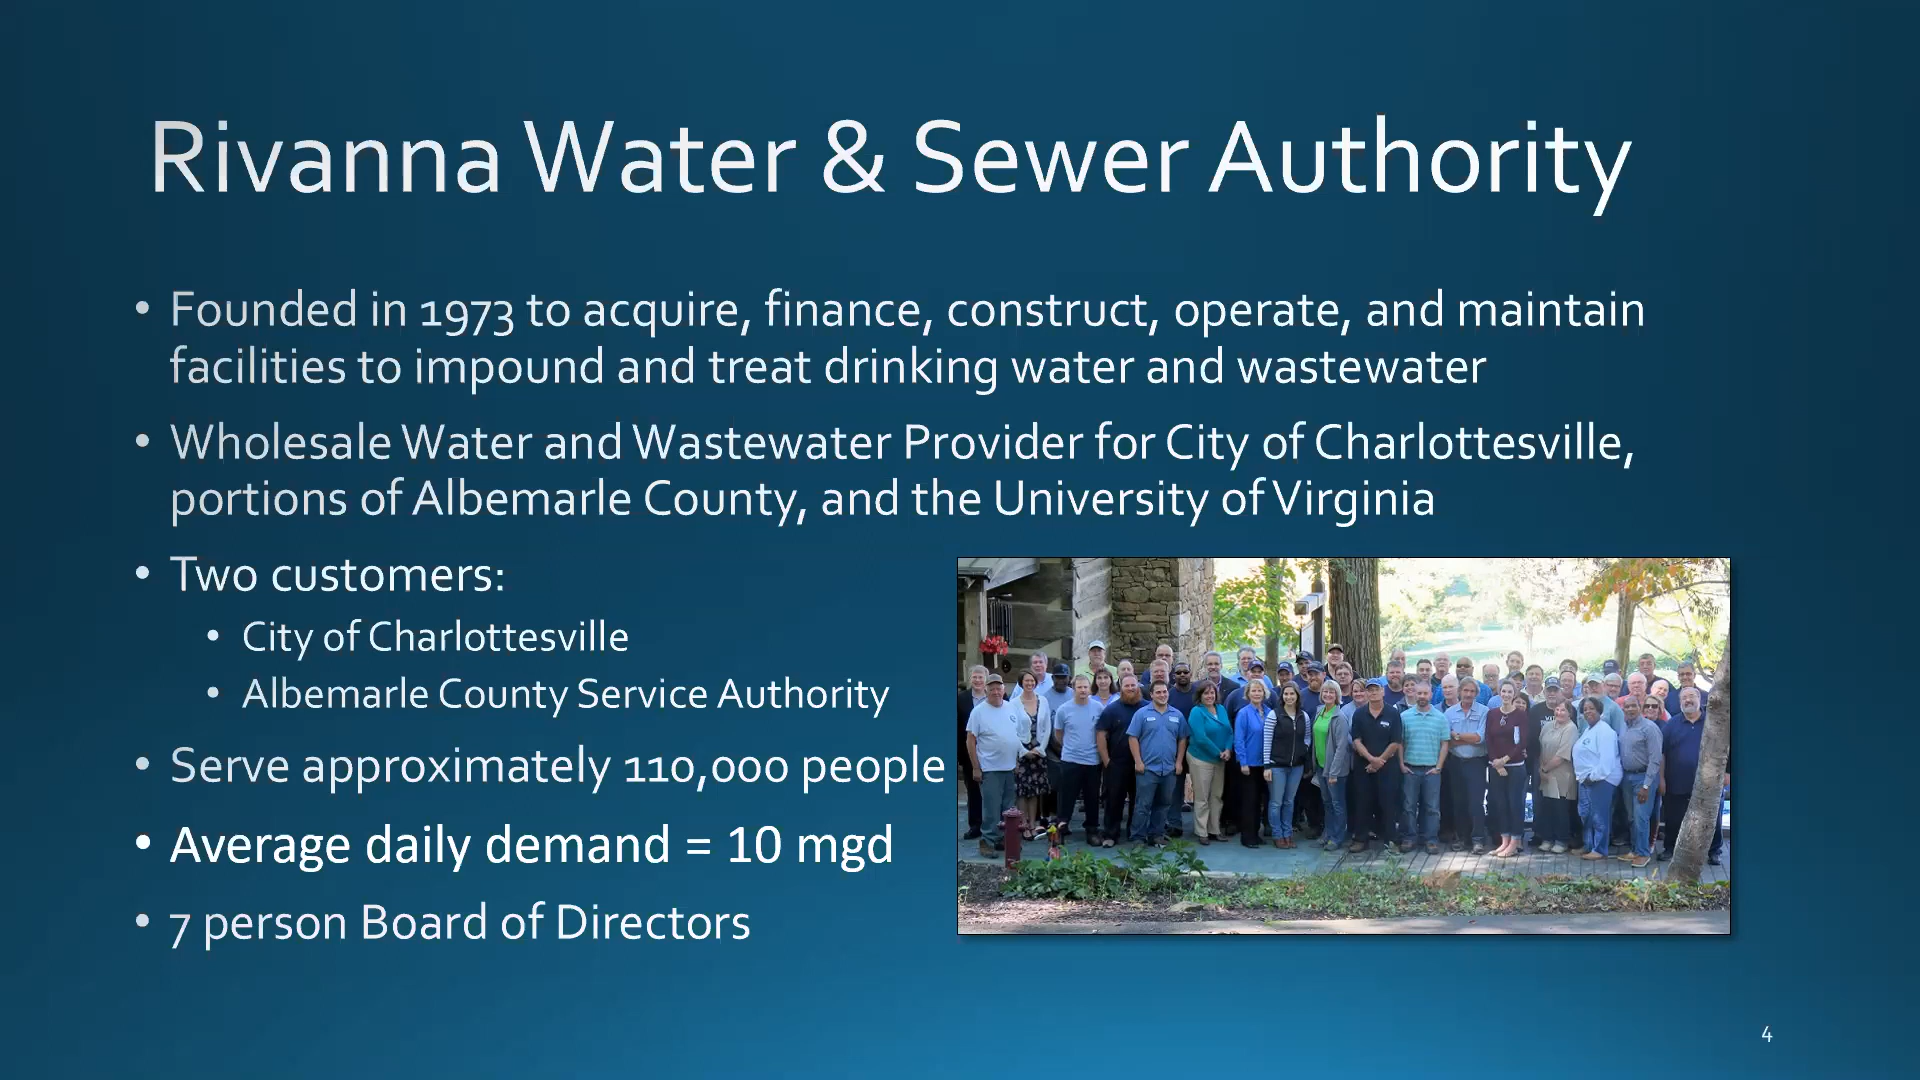 Rivanna Water & Sewer Authority
• Founded in 1973 to acquire, finance, construct, operate, and maintain
facilities to impound and treat drinking water and wastewater
• Wholesale Water and Wastewater Provider for City of Charlottesville,
portions of Albemarle County, and the University of Virginia
• Two customers:
• City of Charlottesville
• Albemarle County Service Authority
• Serve approximately 110,000 people
• Average daily demand = 10 mgd
• 7 person Board of Directors
4